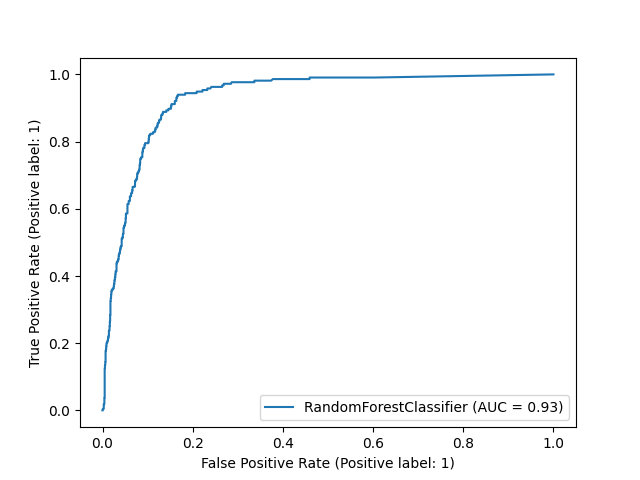 1.0
0.8
0.6
0.4
0.2
0.0
True Positive Rate (Positive label: 1)
RandomForestClassifier (AUC = 0.93)
0.0 0.2 0.4 0.6 0.8 1.0
False Positive Rate (Positive label: 1)